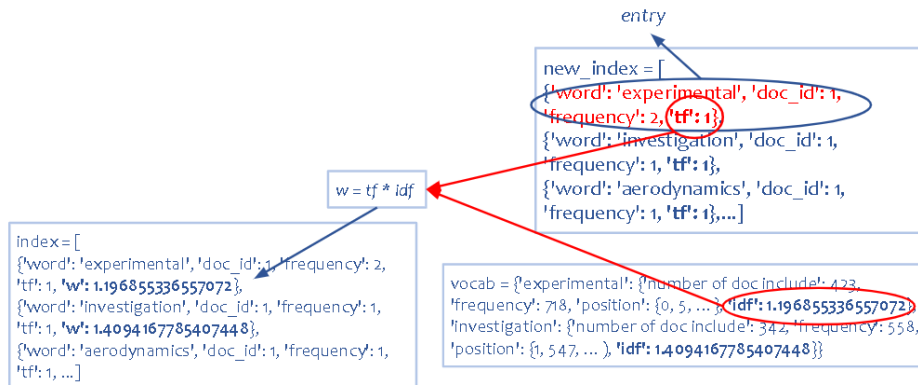 entry
new_index = [
{'word': 'experimental', 'doc_id': 1,
'frequency': 2, 'tf': 1},
{'word': 'investigation', 'doc_id': 1,
'frequency': 1, 'tf': 1},
{'word': 'aerodynamics', 'doc_id': 1,
'frequency': 1, 'tf': 1},...]
w = tf * idf
index = [
{'word': 'experimental', 'doc_id': 1, 'frequency': 2,
'tf': 1, 'w': 1.196855336557072},
{'word': 'investigation', 'doc_id': 1, 'frequency': 1,
'tf': 1, 'w': 1.4094167785407448},
{'word': 'aerodynamics', 'doc_id': 1, 'frequency': 1,
'tf': 1, ...]
vocab = {'experimental': {'number of doc include': 423,
'frequency': 718, 'position': {0, 5, ... }, 'idf': 1.196855336557072},
'investigation': {'number of doc include': 342, 'frequency': 558,
'position': {1, 547, ... ), 'idf': 1.4094167785407448}}